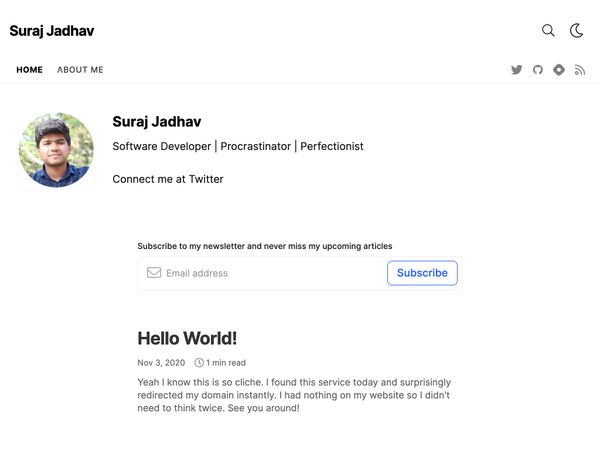 Suraj Jadhav
HOME ABOUT ME
Suraj Jadhav
Software Developer | Procrastinator | Perfectionist
Connect me at Twitter
Subscribe to my newsletter and never miss my upcoming articles
Email address Subscribe
Hello World!
Nov 3, 2020 1 min read
Yeah I know this is so cliche. I found this service today and surprisingly
redirected my domain instantly. I had nothing on my website so I didn't
need to think twice. See you around!